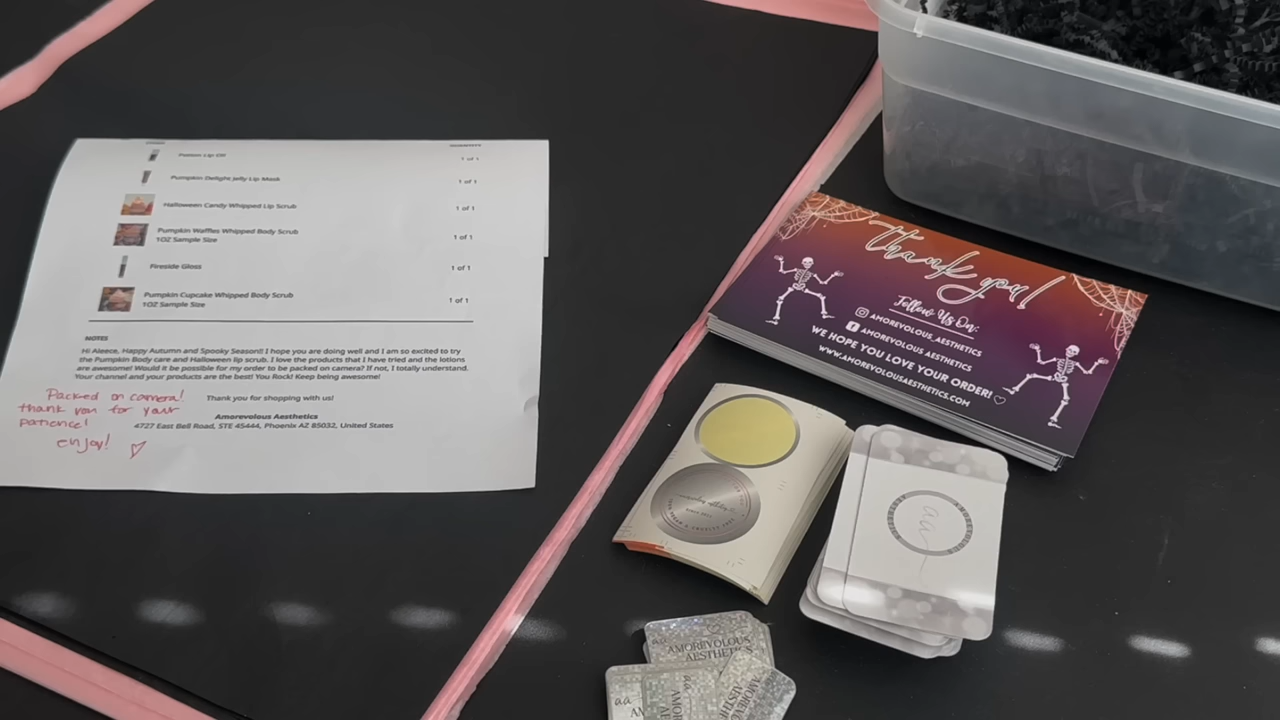 Potion Lip Oil
1 of 1
Pumpkin Delight Jelly Lip Mask
1 of 1
Halloween Candy Whipped Lip Scrub
1 of 1
Pumpkin Waffles Whipped Body Scrub
1OZ Sample Size
1 of 1
Fireside Gloss
1 of 1
Pumpkin Cupcake Whipped Body Scrub
1OZ Sample Size
1 of 1
NOTES
Hi Aleece, Happy Autumn and Spooky Season!! I hope you are doing well and I am so excited to try
the Pumpkin Body care and Halloween lip scrub. I love the products that I have tried and the lotions
are awesome! Would it be possible for my order to be packed on camera? If not, I totally understand.
Your channel and your products are the best! You Rock! Keep being awesome!
Thank you for shopping with us!
Amorevolous Aesthetics
4727 East Bell Road, STE 45444, Phoenix AZ 85032, United States
Packed on camera!
thank you for your
patience!
enjoy!
thank you!
Follow Us On:
AMOREVOLOUS_AESTHETICS
AMOREVOLOUS AESTHETICS
WE HOPE YOU LOVE YOUR ORDER!
WWW.AMOREVOLOUSAESTHETICS.COM
aa
AMOREVOLOUS
AESTHETICS
aa